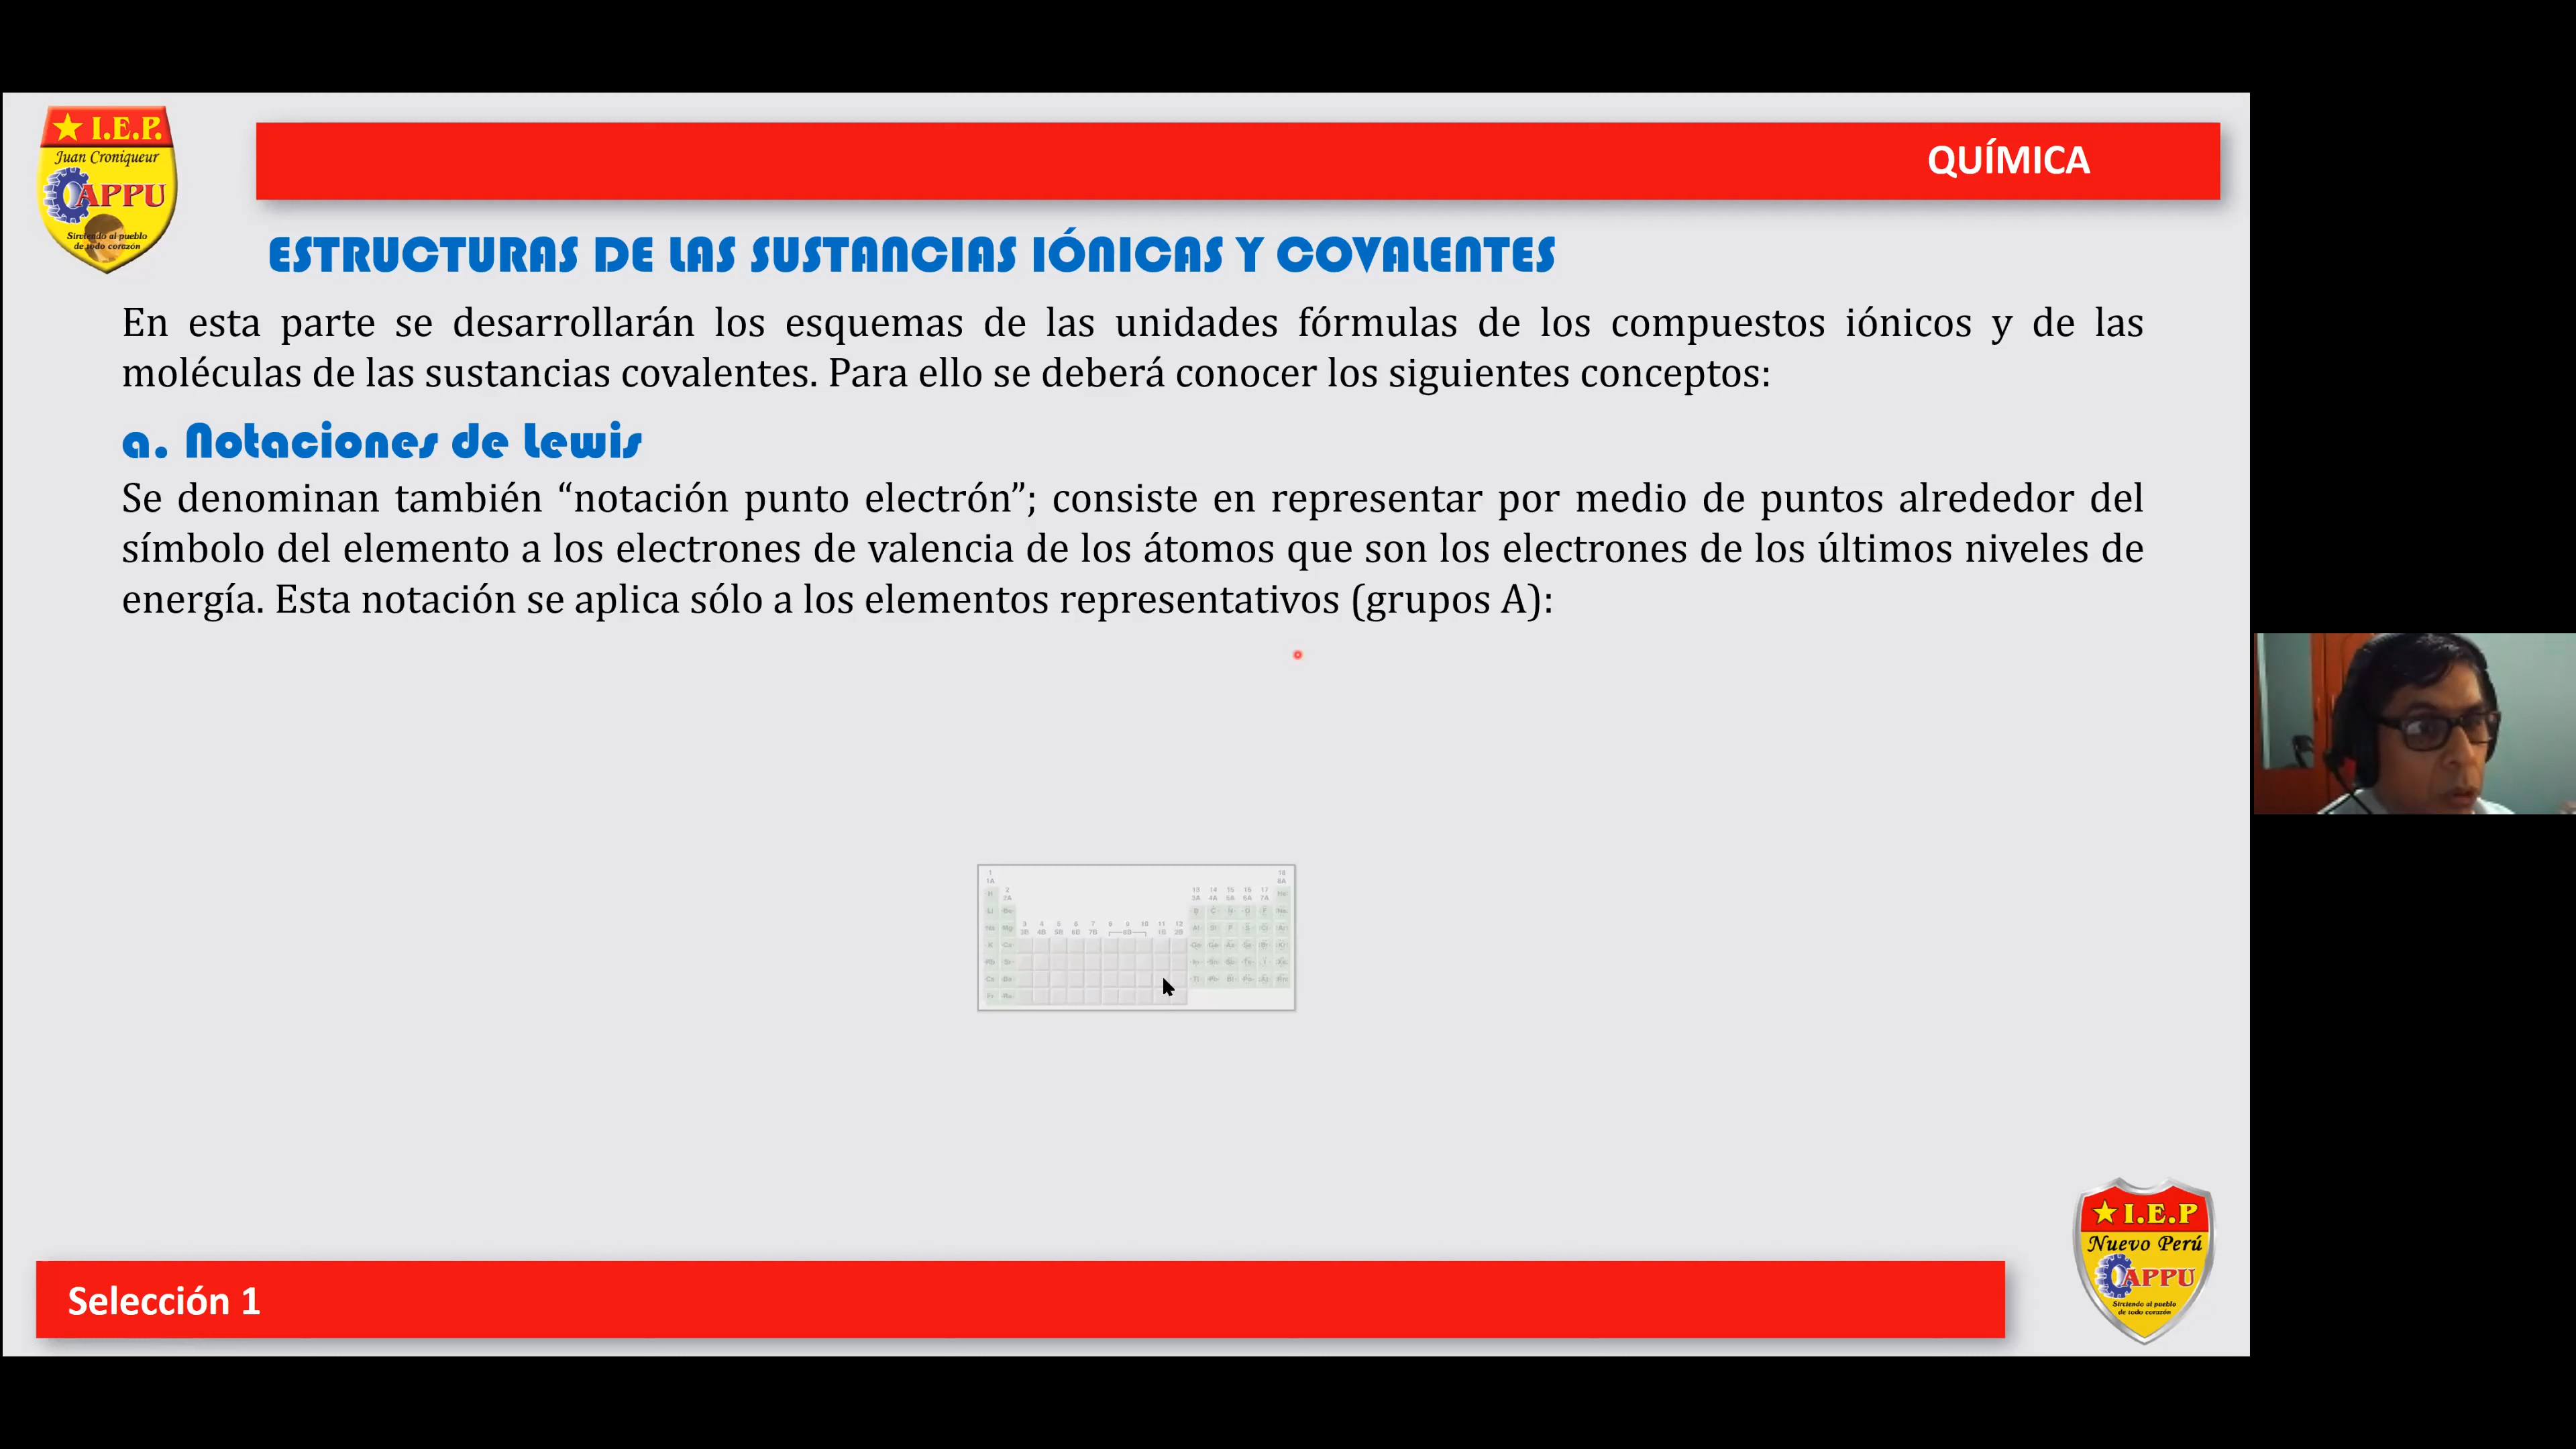 ★ I.E.P.
Juan Croniqueur
APPU
Sirviendo al pueblo
de todo corazón
QUÍMICA
ESTRUCTURAS DE LAS SUSTANCIAS IÓNICAS Y COVALENTES
En esta parte se desarrollarán los esquemas de las unidades fórmulas de los compuestos iónicos y de las
moléculas de las sustancias covalentes. Para ello se deberá conocer los siguientes conceptos:
a. Notaciones de Lewis
Se denominan también “notación punto electrón”; consiste en representar por medio de puntos alrededor del
símbolo del elemento a los electrones de valencia de los átomos que son los electrones de los últimos niveles de
energía. Esta notación se aplica sólo a los elementos representativos (grupos A):
Selección 1
★ I.E.P
Nuevo Perú
APPU
Sirviendo al pueblo
de todo corazón